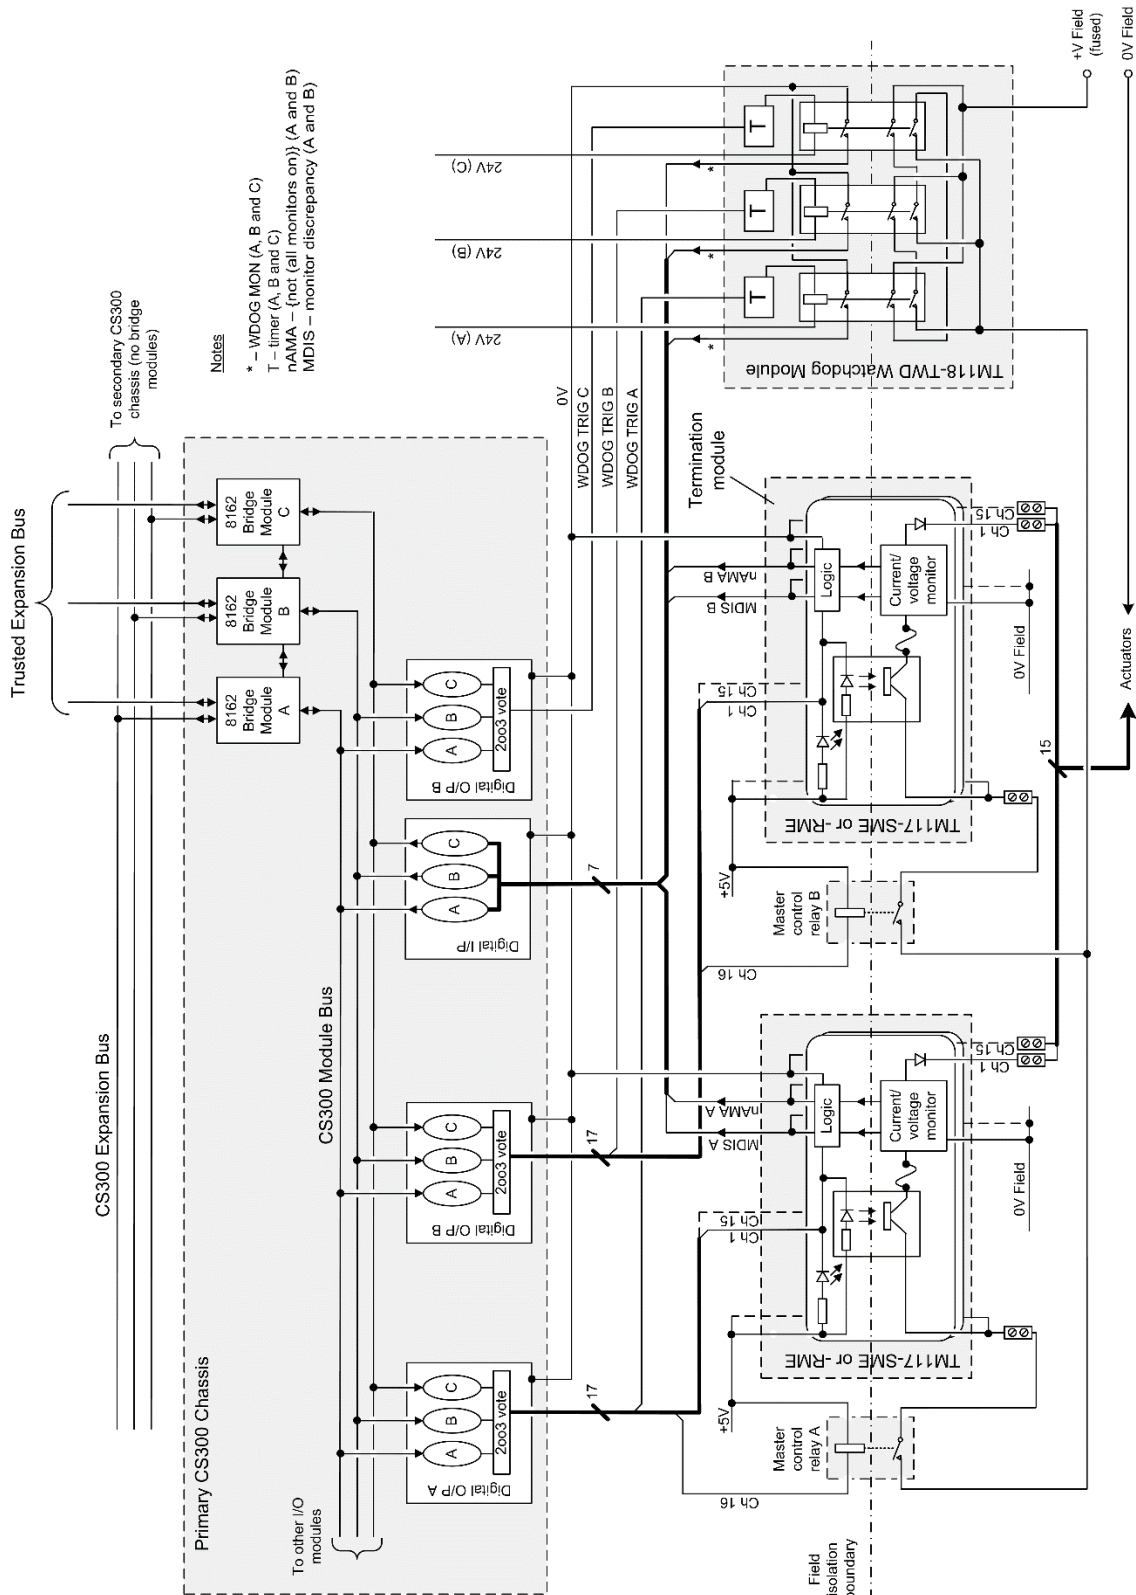 Trusted Expansion Bus
CS300 Expansion Bus
To secondary CS300
chassis (no bridge
modules)
Notes
* – WDOG MON (A, B and C)
T – timer (A, B and C)
nAMA – {not (all monitors on)} (A and B)
MDIS – monitor discrepancy (A and B)
Primary CS300 Chassis
8162
Bridge
Module
A
8162
Bridge
Module
B
8162
Bridge
Module
C
CS300 Module Bus
To other I/O
modules
A
B
C
2oo3 vote
Digital O/P A
A
B
C
2oo3 vote
Digital O/P B
A
B
C
Digital I/P
A
B
C
2oo3 vote
Digital O/P B
17
17
7
0V
WDOG TRIG C
WDOG TRIG B
WDOG TRIG A
24V (A)
24V (B)
24V (C)
*
*
*
T
T
T
TM118-TWD Watchdog Module
Ch 16
+5V
Master
control
relay A
Ch 15
Ch 1
MDIS A
nAMA A
Logic
Current/
voltage
monitor
TM117-SME or -RME
0V Field
Ch 15
Ch 1
Ch 16
+5V
Master
control
relay B
Ch 15
Ch 1
MDIS B
nAMA B
Termination
module
Logic
Current/
voltage
monitor
TM117-SME or -RME
0V Field
Ch 15
Ch 1
15
Actuators
+V Field
(fused)
0V Field
Field
isolation
boundary